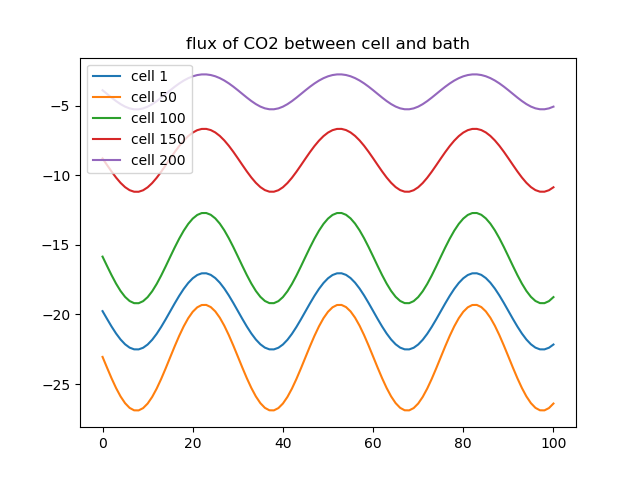 flux of CO2 between cell and bath
cell 1
cell 50
cell 100
cell 150
cell 200
−5
−10
−15
−20
−25
0 20 40 60 80 100